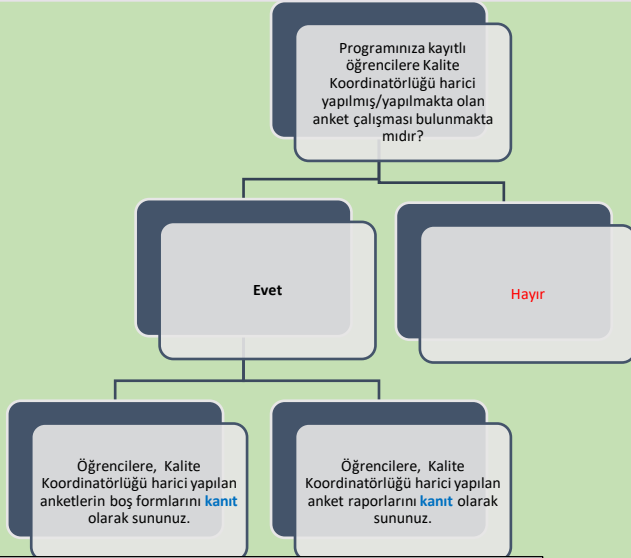 Programınıza kayıtlı
öğrencilere Kalite
Koordinatörlüğü harici
yapılmış/yapılmakta olan
anket çalışması bulunmakta
mıdır?
Evet
Hayır
Öğrencilere, Kalite
Koordinatörlüğü harici yapılan
anketlerin boş formlarını kanıt
olarak sununuz.
Öğrencilere, Kalite
Koordinatörlüğü harici yapılan
anket raporlarını kanıt olarak
sununuz.